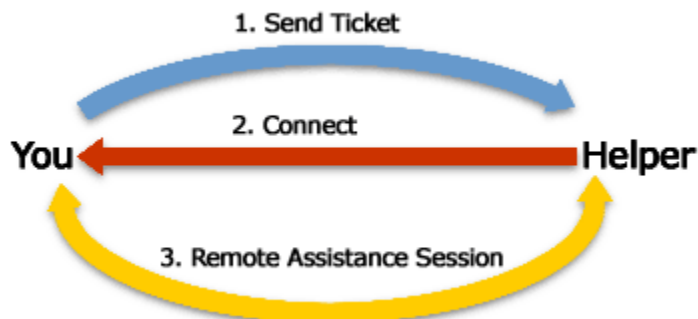 1. Send Ticket
2. Connect
You
Helper
3. Remote Assistance Session